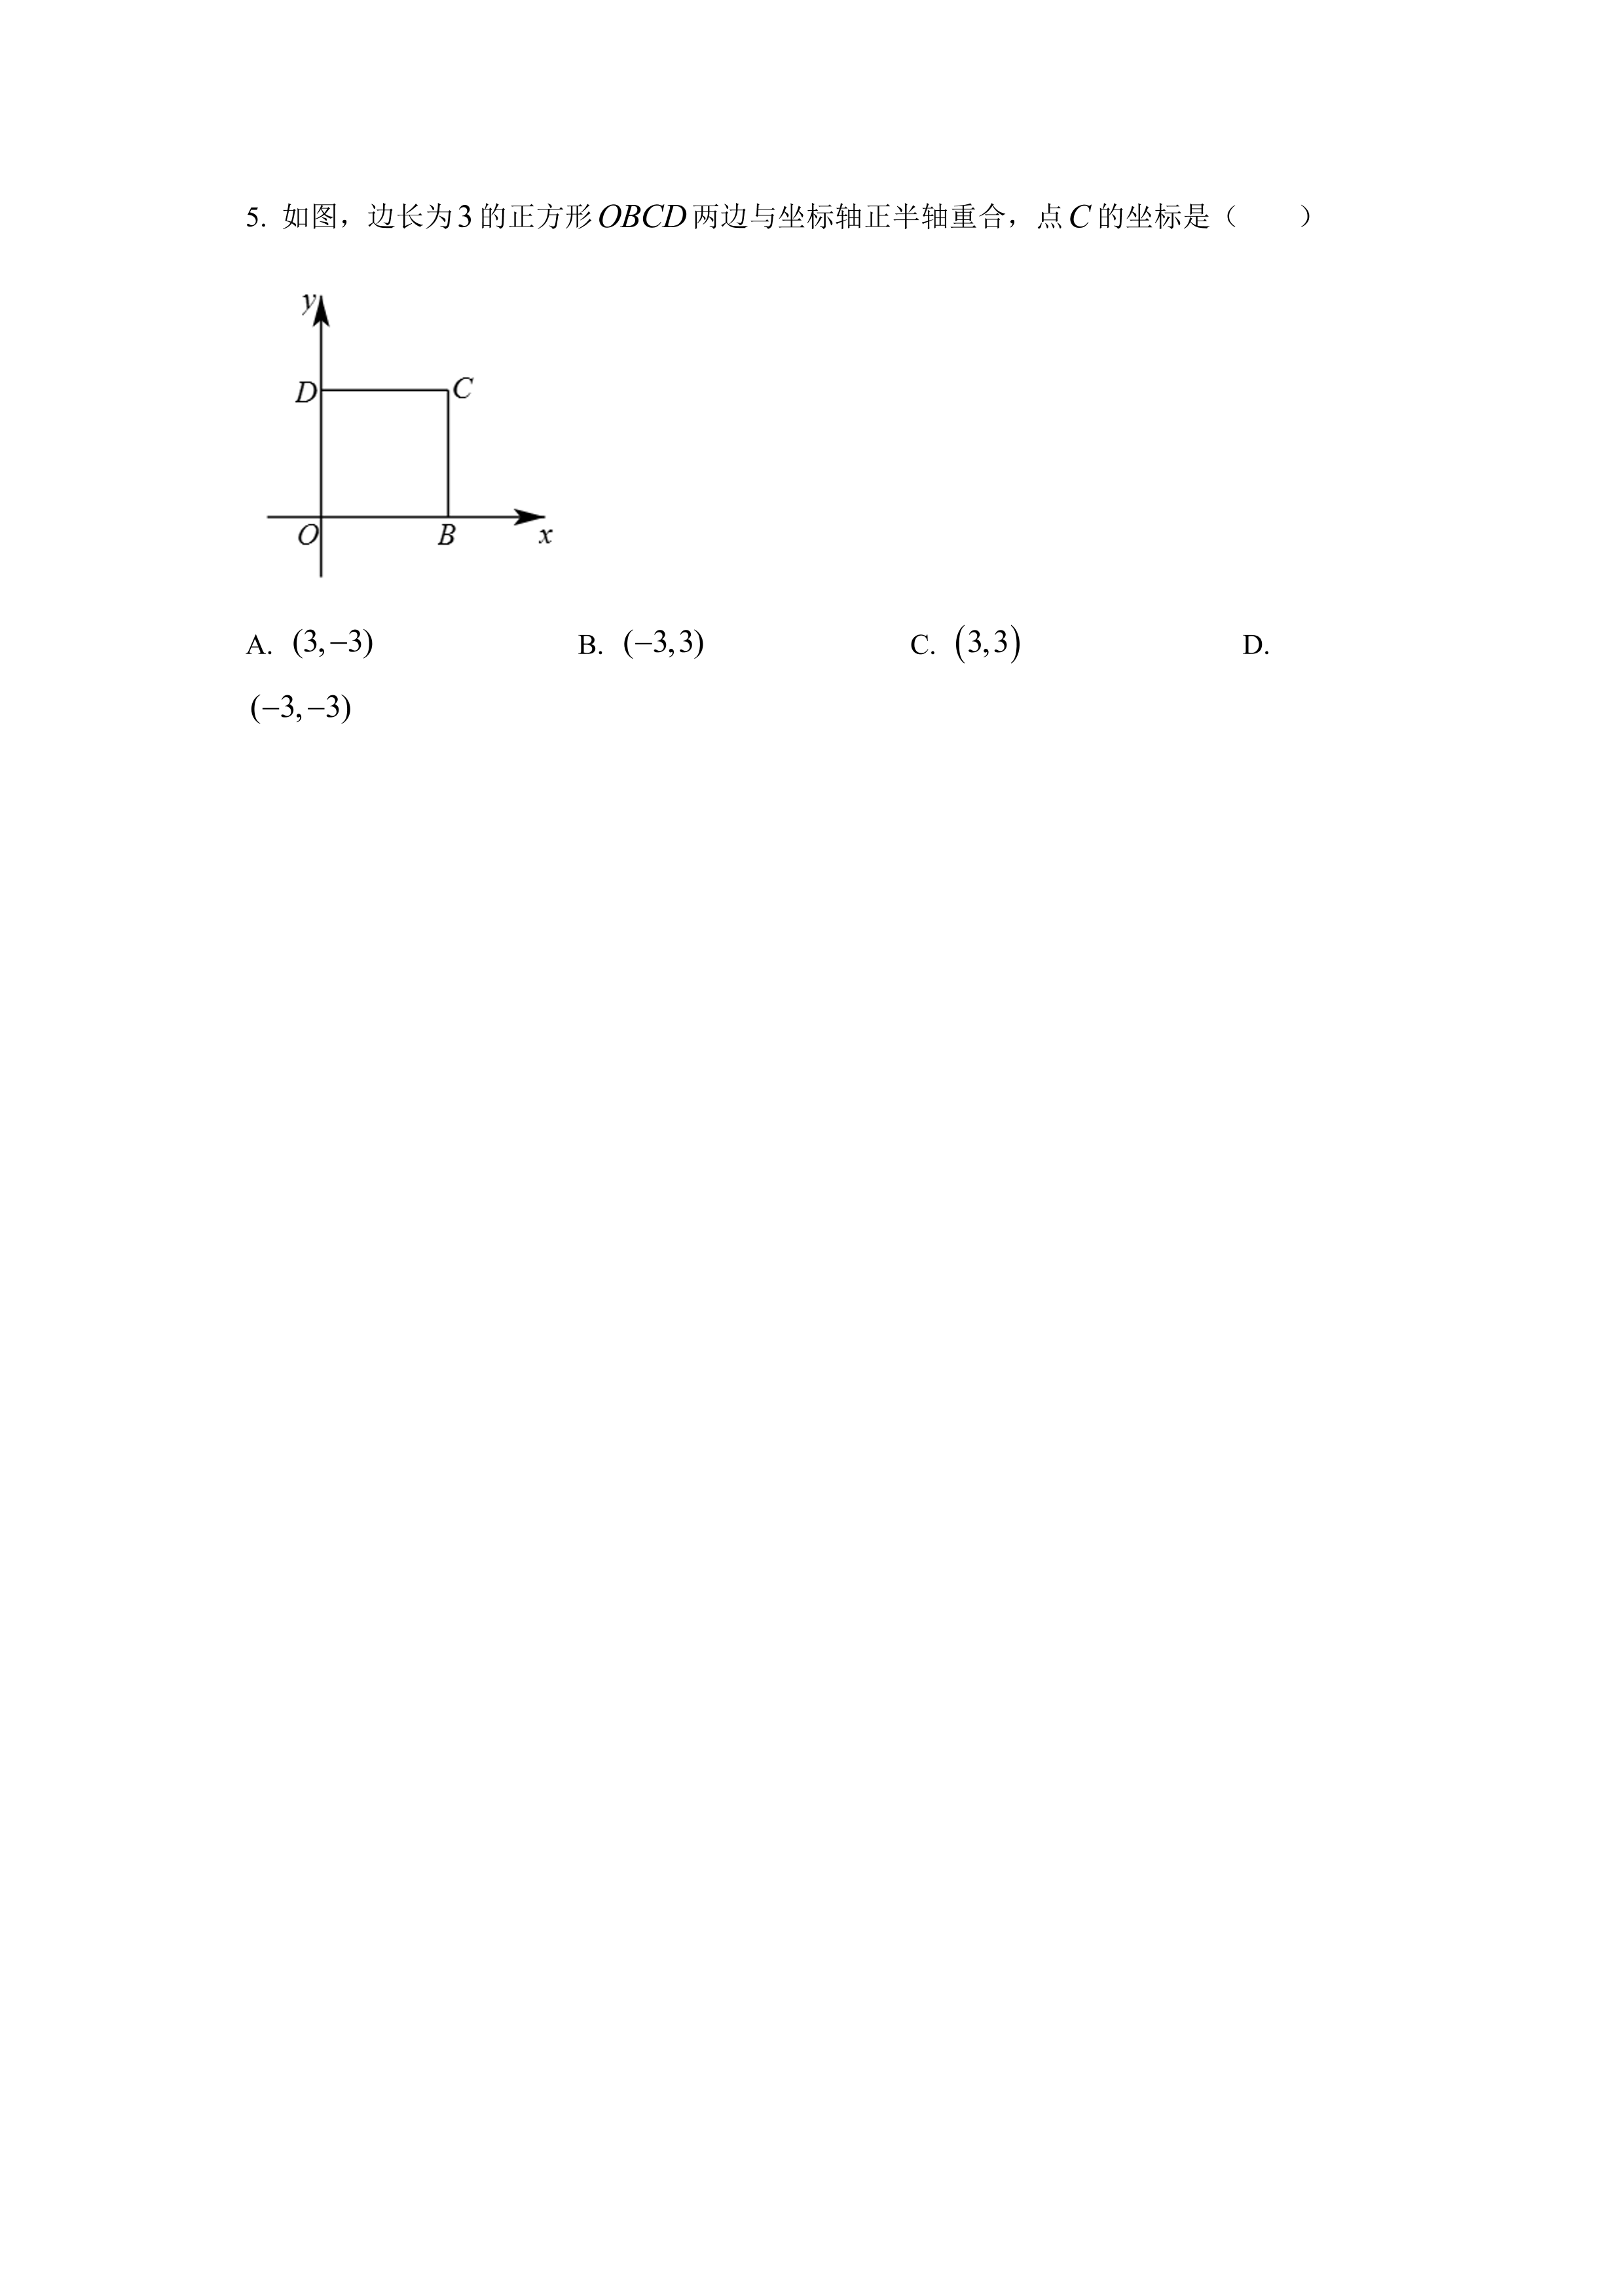 5. 如图，边长为3的正方形OBCD两边与坐标轴正半轴重合，点C的坐标是（　　）
y
D C
O B x
A. (3,−3) B. (−3,3) C. (3,3) D.
(−3,−3)